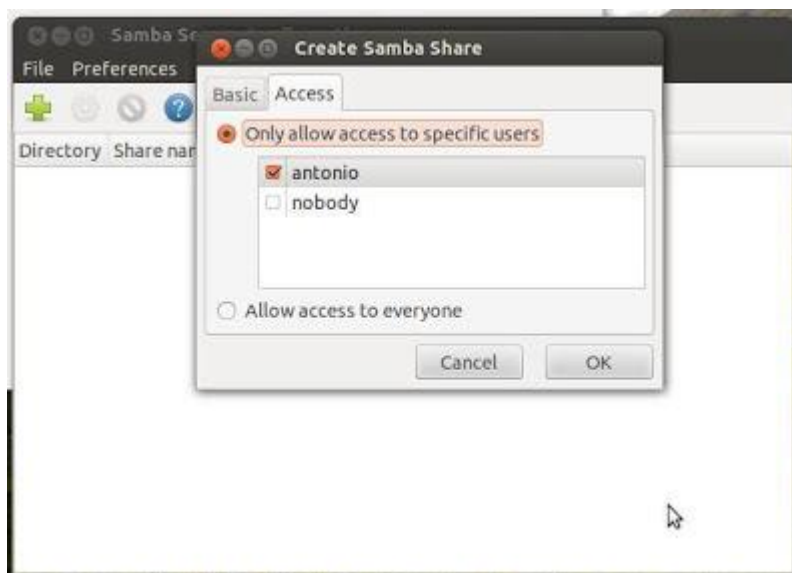 Samba Se
Create Samba Share
File Preferences
Basic Access
Only allow access to specific users
Directory Share nar
antonio
nobody
Allow access to everyone
Cancel OK